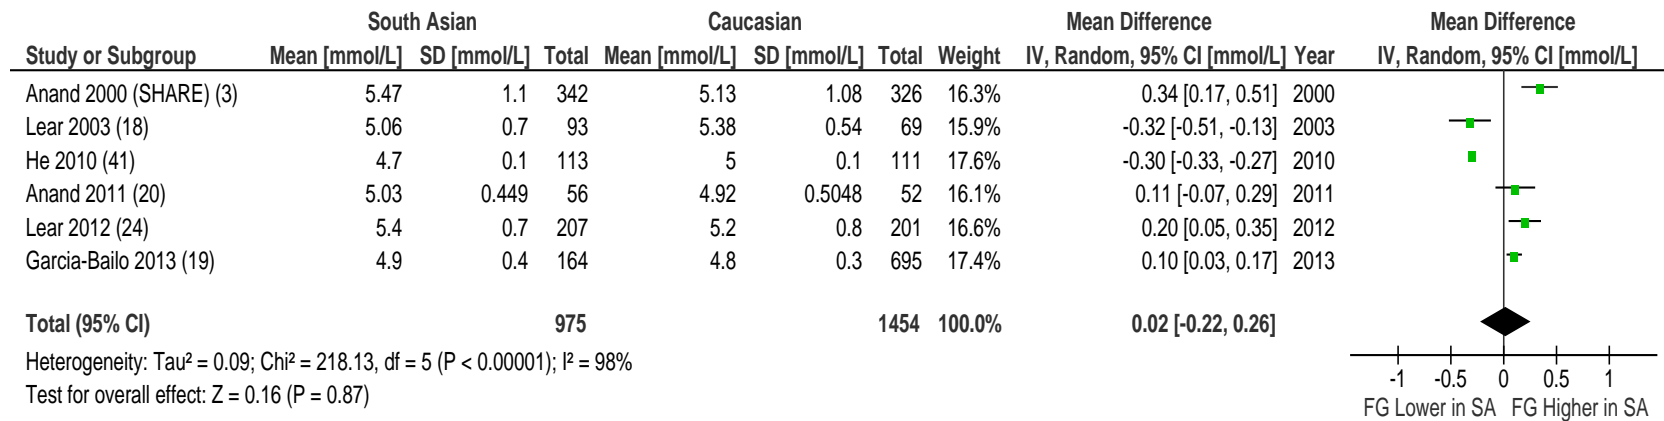 South Asian Caucasian Mean Difference Mean Difference
Study or Subgroup Mean [mmol/L] SD [mmol/L] Total Mean [mmol/L] SD [mmol/L] Total Weight IV, Random, 95% CI [mmol/L] Year IV, Random, 95% CI [mmol/L]
Anand 2000 (SHARE) (3) 5.47 1.1 342 5.13 1.08 326 16.3% 0.34 [0.17, 0.51] 2000
Lear 2003 (18) 5.06 0.7 93 5.38 0.54 69 15.9% -0.32 [-0.51, -0.13] 2003
He 2010 (41) 4.7 0.1 113 5 0.1 111 17.6% -0.30 [-0.33, -0.27] 2010
Anand 2011 (20) 5.03 0.449 56 4.92 0.5048 52 16.1% 0.11 [-0.07, 0.29] 2011
Lear 2012 (24) 5.4 0.7 207 5.2 0.8 201 16.6% 0.20 [0.05, 0.35] 2012
Garcia-Bailo 2013 (19) 4.9 0.4 164 4.8 0.3 695 17.4% 0.10 [0.03, 0.17] 2013
Total (95% CI) 975 1454 100.0% 0.02 [-0.22, 0.26]
Heterogeneity: Tau² = 0.09; Chi² = 218.13, df = 5 (P < 0.00001); I² = 98%
Test for overall effect: Z = 0.16 (P = 0.87)
-1 -0.5 0 0.5 1
FG Lower in SA FG Higher in SA